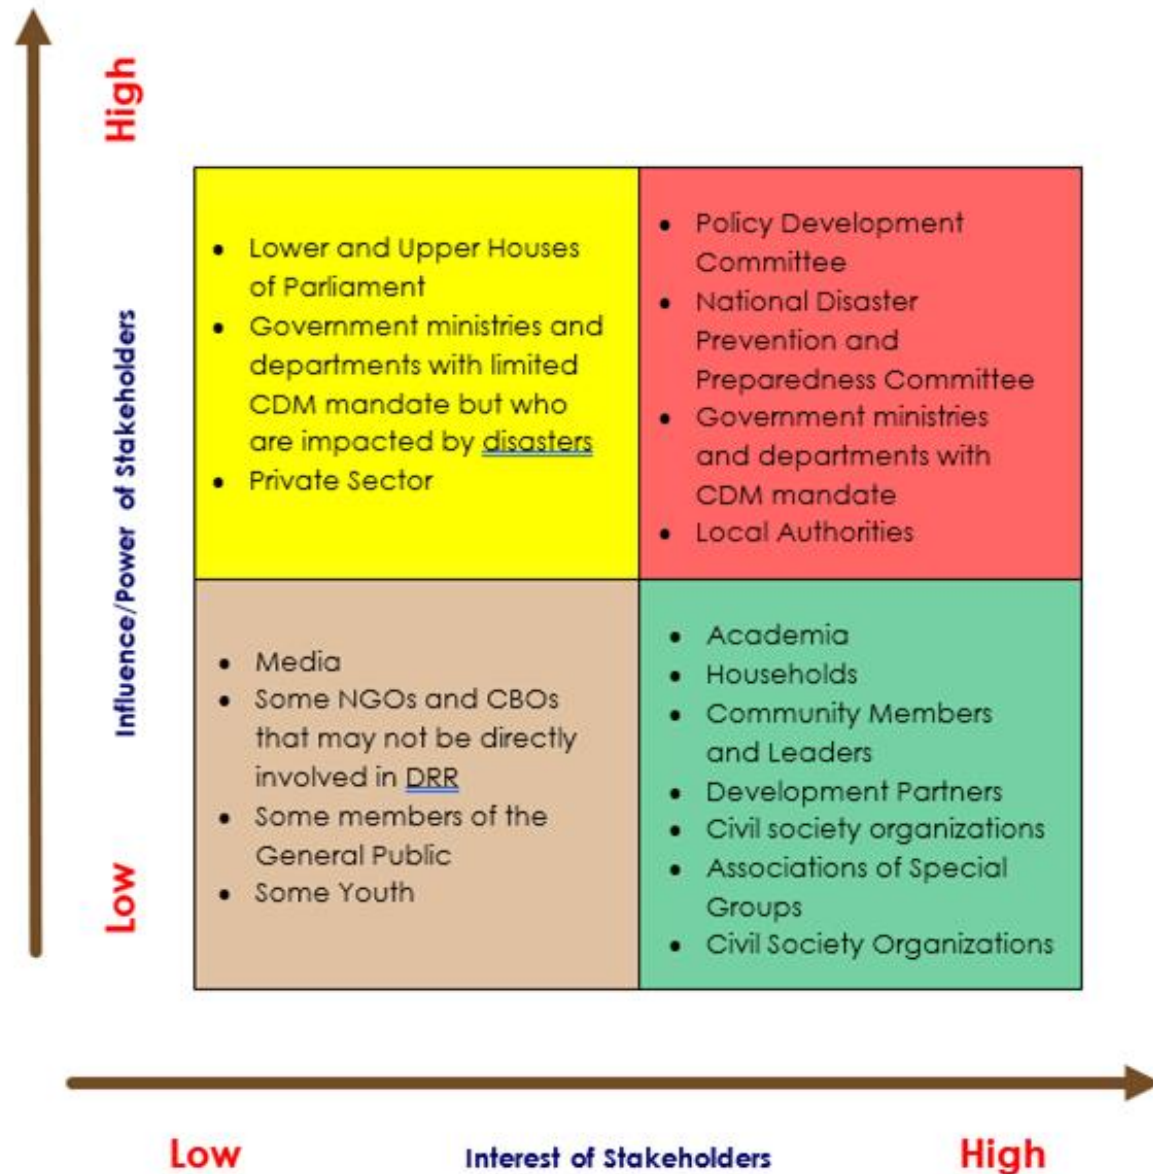 High
Influence/Power of Stakeholders
Low
• Lower and Upper Houses
of Parliament
• Government ministries and
departments with limited
CDM mandate but who
are impacted by disasters
• Private Sector
• Policy Development
Committee
• National Disaster
Prevention and
Preparedness Committee
• Government ministries
and departments with
CDM mandate
• Local Authorities
• Media
• Some NGOs and CBOs
that may not be directly
involved in DRR
• Some members of the
General Public
• Some Youth
• Academia
• Households
• Community Members
and Leaders
• Development Partners
• Civil society organizations
• Associations of Special
Groups
• Civil Society Organizations
Low
Interest of Stakeholders
High